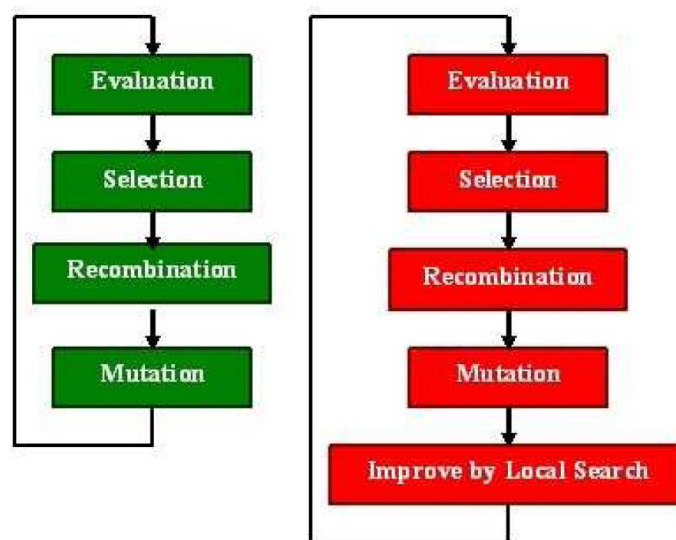 Evaluation
Selection
Recombination
Mutation
Evaluation
Selection
Recombination
Mutation
Improve by Local Search